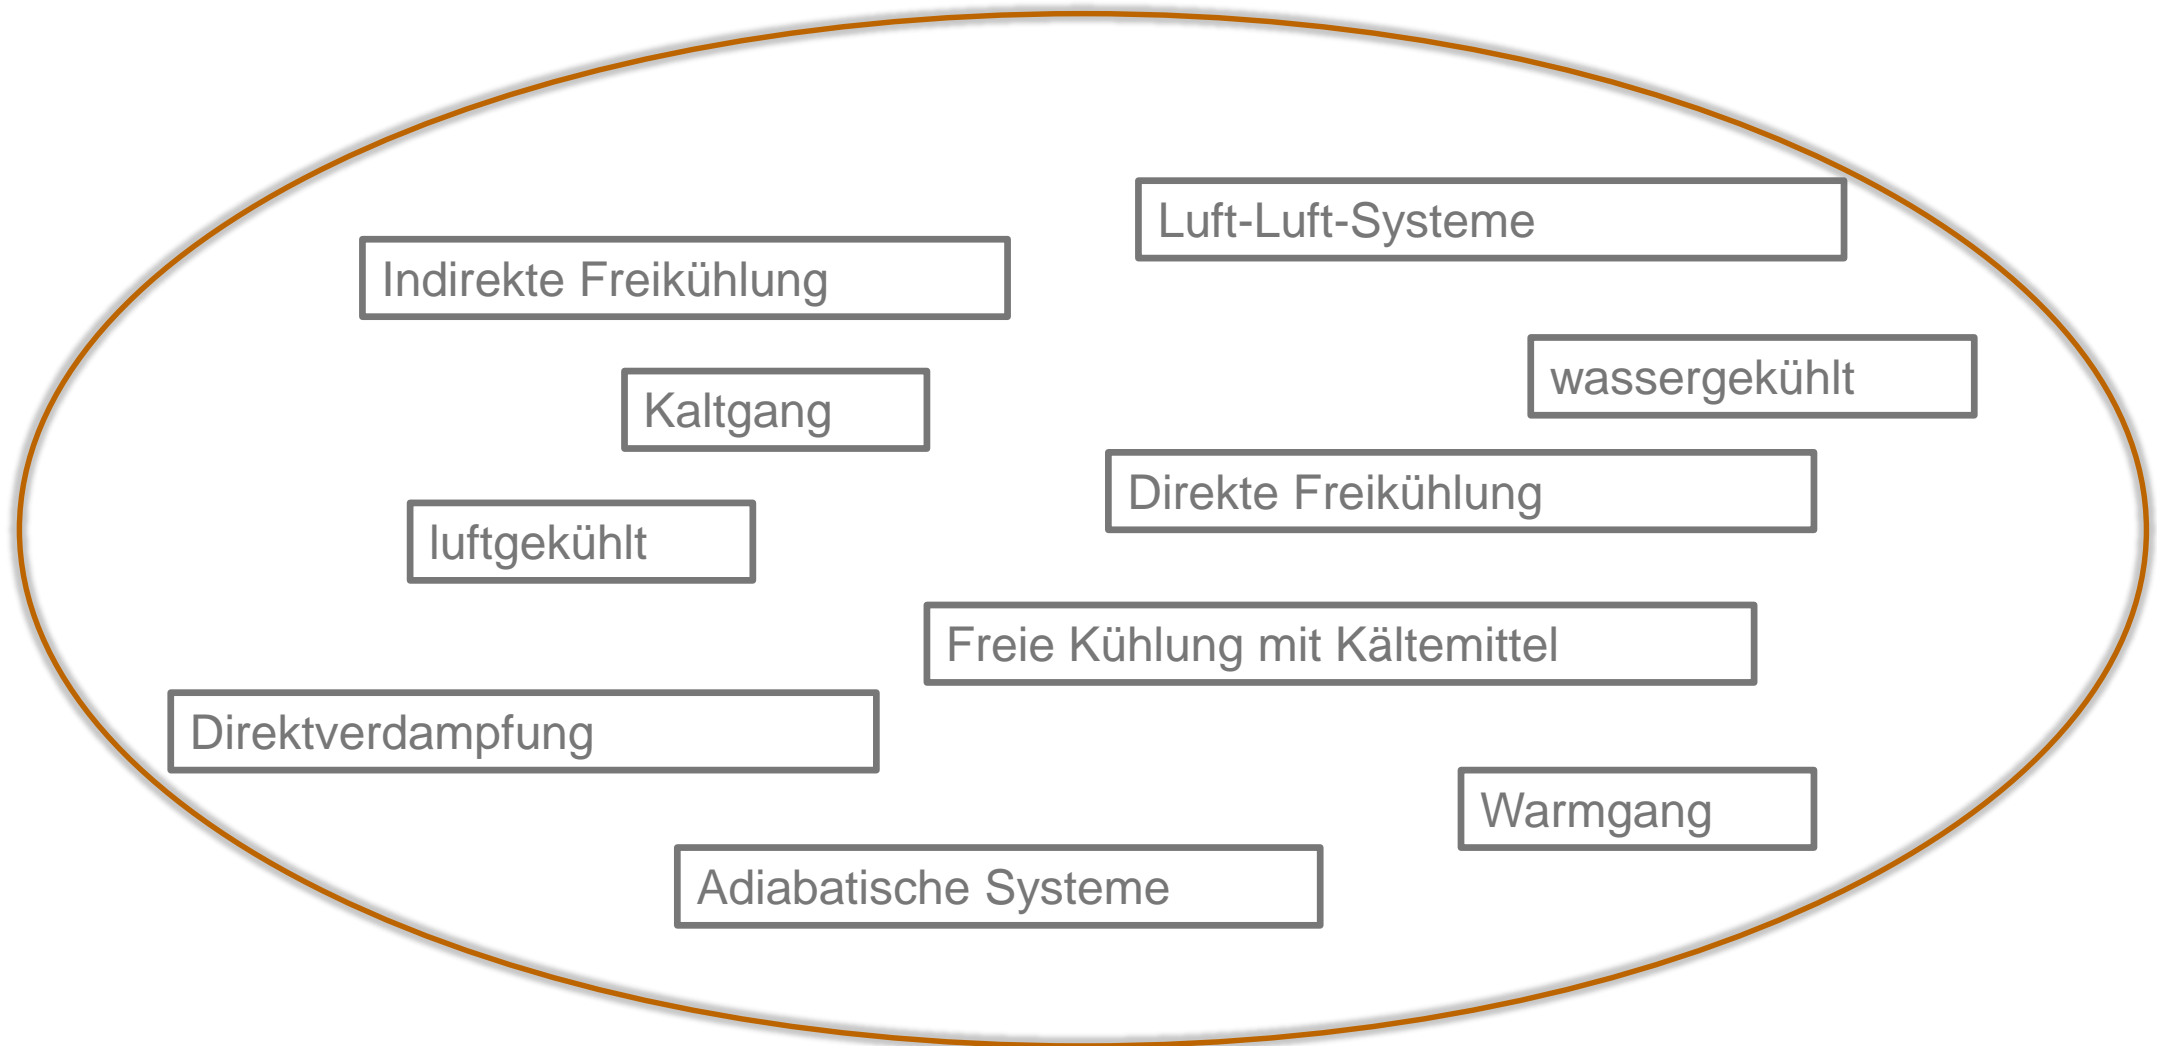 Luft-Luft-Systeme
Indirekte Freikühlung
wassergekühlt
Kaltgang
Direkte Freikühlung
luftgekühlt
Freie Kühlung mit Kältemittel
Direktverdampfung
Warmgang
Adiabatische Systeme